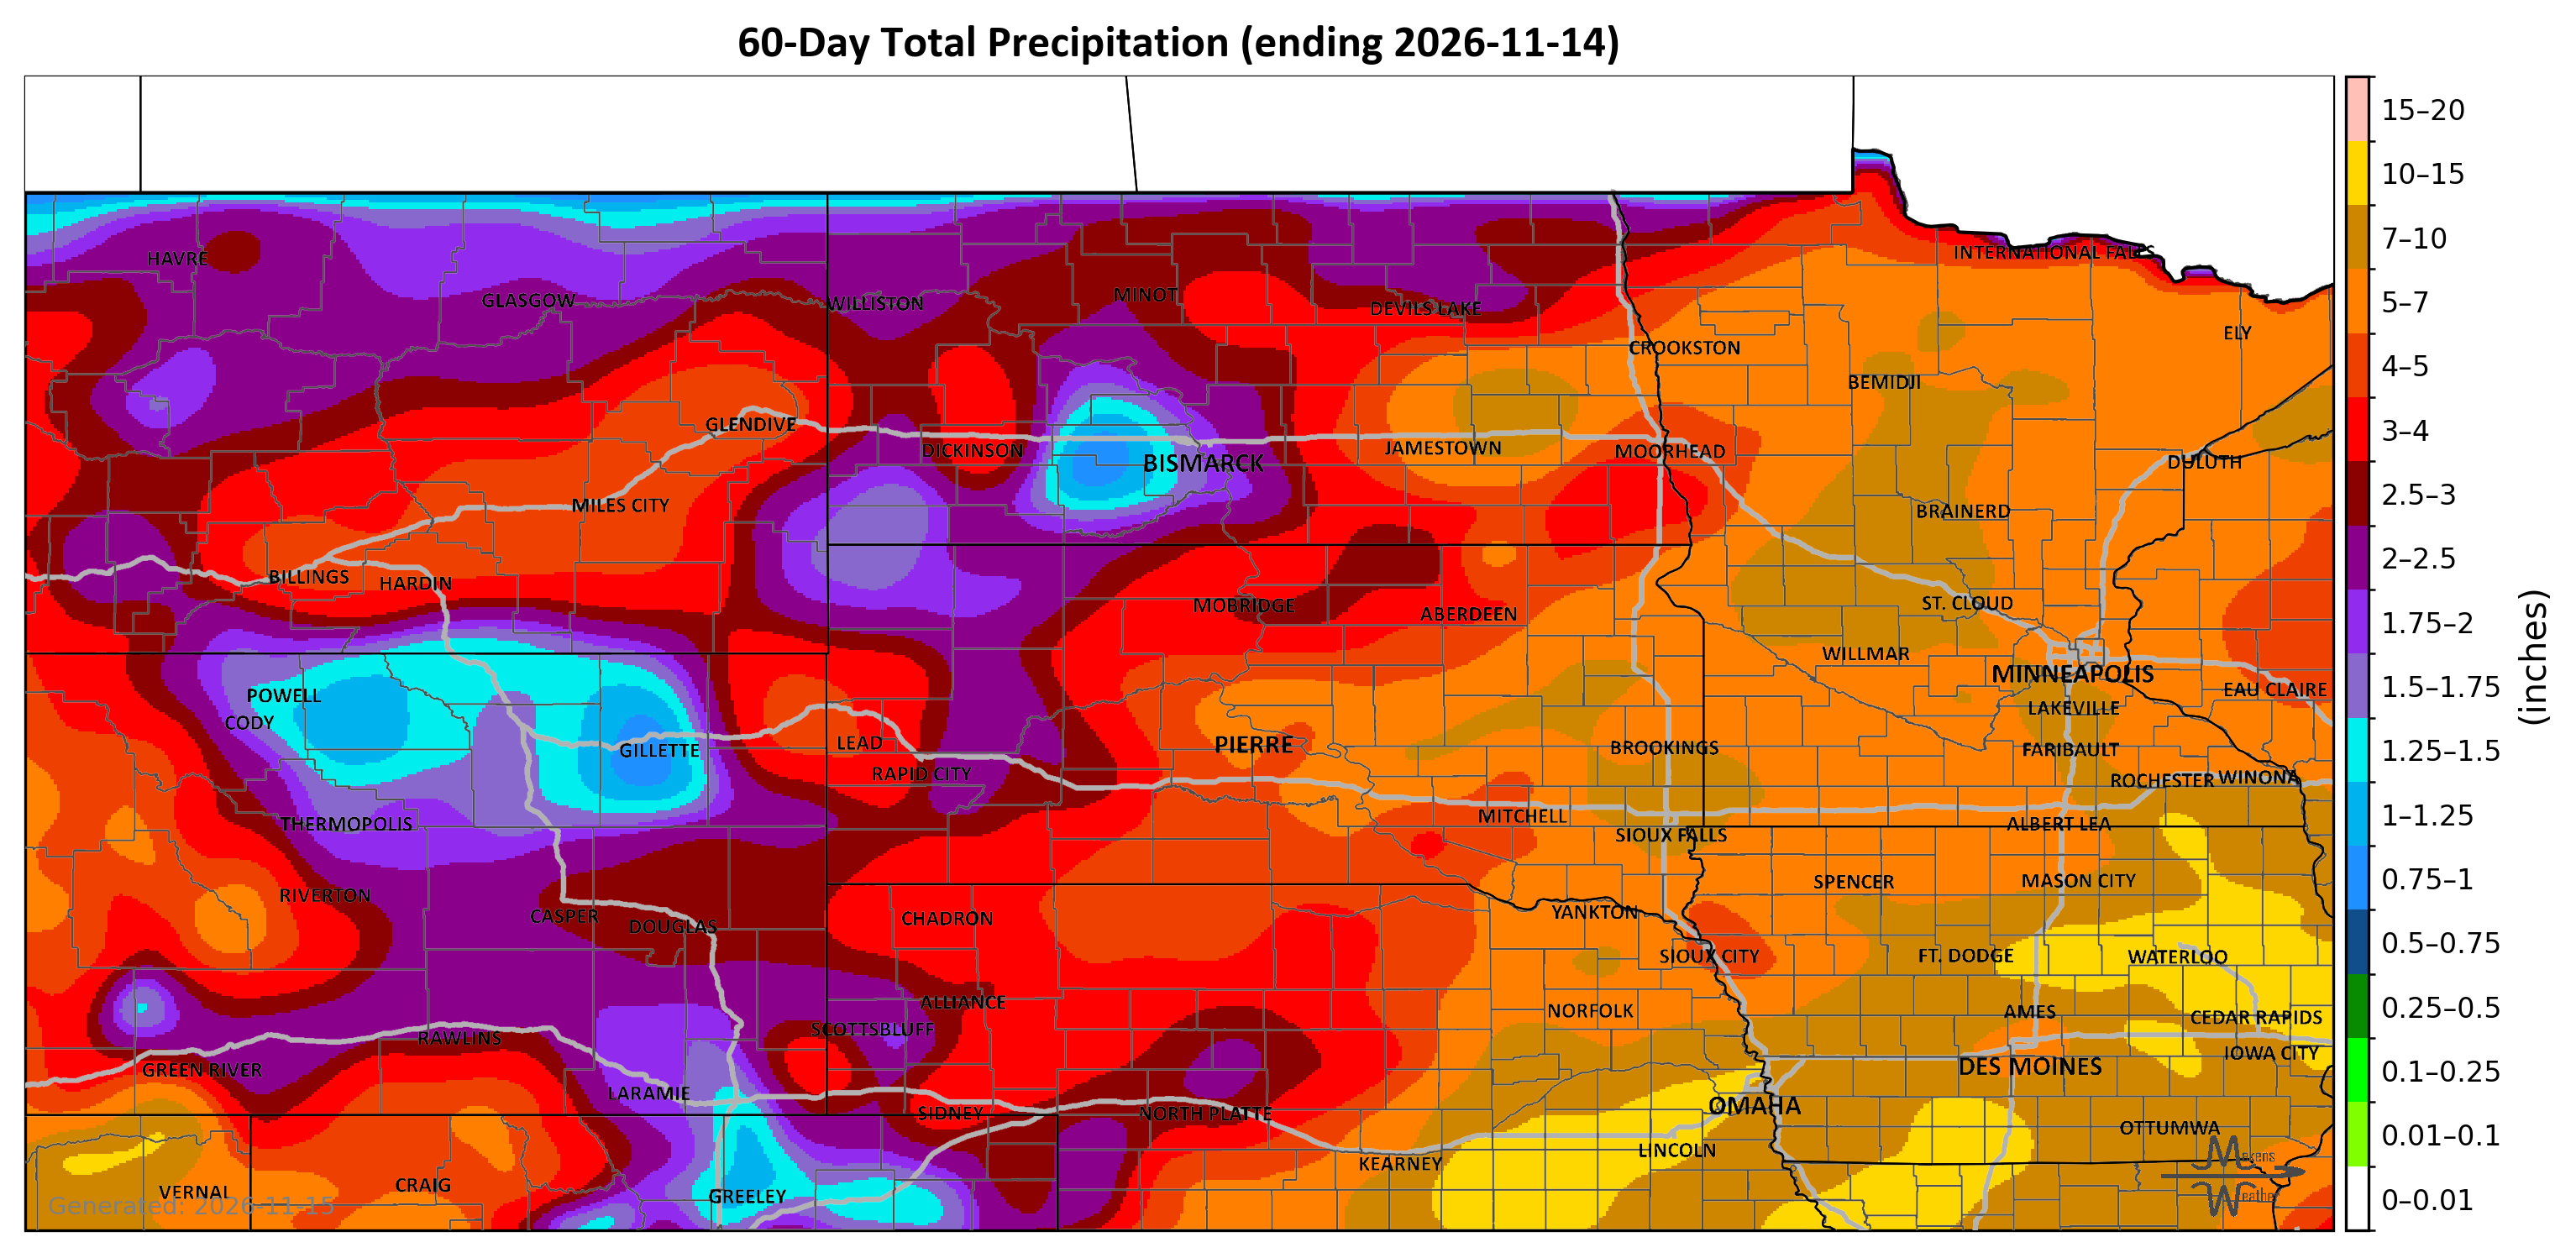 60-Day Total Precipitation (ending 2026-11-14)
15–20
10–15
7–10
5–7
4–5
3–4
2.5–3
2–2.5
1.75–2
1.5–1.75
1.25–1.5
1–1.25
0.75–1
0.5–0.75
0.25–0.5
0.1–0.25
0.01–0.1
0–0.01
(inches)
INTERNATIONAL FALLS
HAVRE
GLASGOW
WILLISTON
MINOT
DEVILS LAKE
ELY
CROOKSTON
BEMIDJI
GLENDIVE
DICKINSON
BISMARCK
JAMESTOWN
MOORHEAD
DULUTH
MILES CITY
BRAINERD
BILLINGS
HARDIN
MOBRIDGE
ABERDEEN
ST. CLOUD
WILLMAR
MINNEAPOLIS
POWELL
EAU CLAIRE
CODY
LAKEVILLE
GILLETTE
LEAD
PIERRE
BROOKINGS
FARIBAULT
RAPID CITY
ROCHESTER
WINONA
THERMOPOLIS
MITCHELL
SIOUX FALLS
ALBERT LEA
RIVERTON
SPENCER
MASON CITY
CASPER
DOUGLAS
CHADRON
YANKTON
SIOUX CITY
FT. DODGE
WATERLOO
ALLIANCE
NORFOLK
AMES
CEDAR RAPIDS
RAWLINS
SCOTTSBLUFF
GREEN RIVER
DES MOINES
IOWA CITY
LARAMIE
SIDNEY
NORTH PLATTE
OMAHA
OTTUMWA
LINCOLN
KEARNEY
VERNAL
CRAIG
GREELEY
Makens
Weather
Generated: 2026-11-15